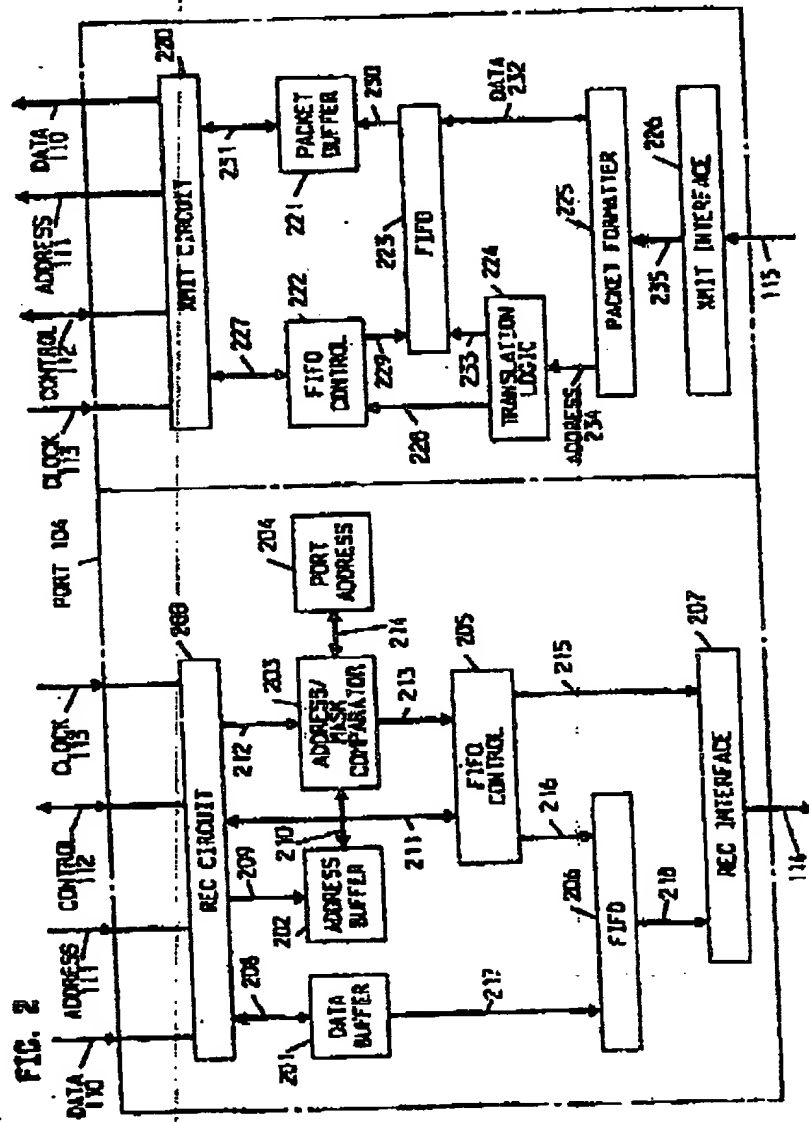 FIG. 2
PORT 104
DATA
110
ADDRESS
111
CONTROL
112
CLOCK
113
200
REC CIRCUIT
208
209
210
211
212
201
DATA
BUFFER
202
ADDRESS
BUFFER
203
ADDRESS/
MASK
COMPARATOR
214
204
PORT
ADDRESS
213
205
FIFO
CONTROL
217
216
215
206
FIFO
218
207
REC INTERFACE
116
CLOCK
113
CONTROL
112
ADDRESS
111
DATA
110
220
XMIT CIRCUIT
227
231
222
FIFO
CONTROL
221
PACKET
BUFFER
228
229
230
223
FIFO
233
224
TRANSLATION
LOGIC
DATA
232
ADDRESS
234
225
PACKET FORMATTER
235
226
XMIT INTERFACE
115